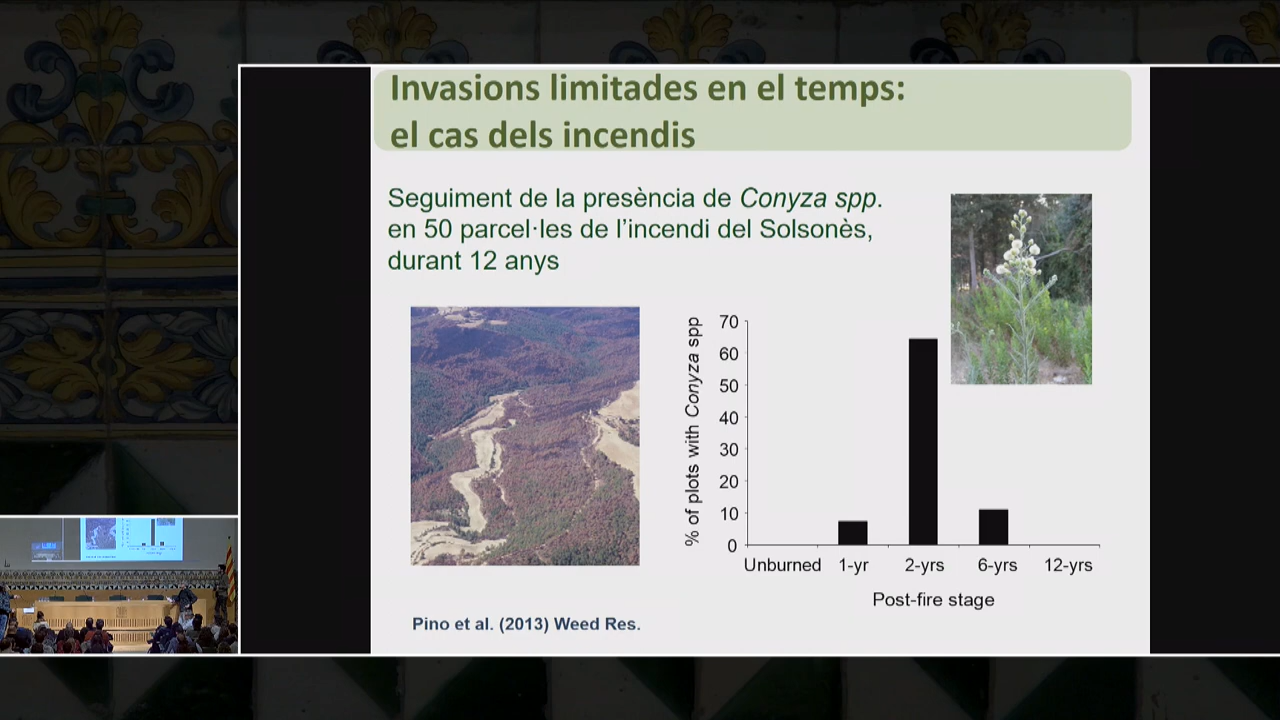 Invasions limitades en el temps:
el cas dels incendis
Seguiment de la presència de Conyza spp.
en 50 parcel·les de l’incendi del Solsonès,
durant 12 anys
% of plots with Conyza spp
70
60
50
40
30
20
10
0
Unburned 1-yr 2-yrs 6-yrs 12-yrs
Post-fire stage
Pino et al. (2013) Weed Res.